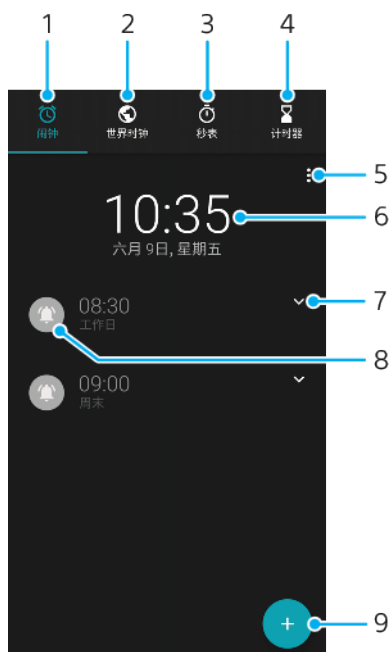 1 2 3 4
闹钟 世界时钟 秒表 计时器
5
10:35 6
六月 9日, 星期五
08:30 7
工作日
8
09:00
周末
+ 9